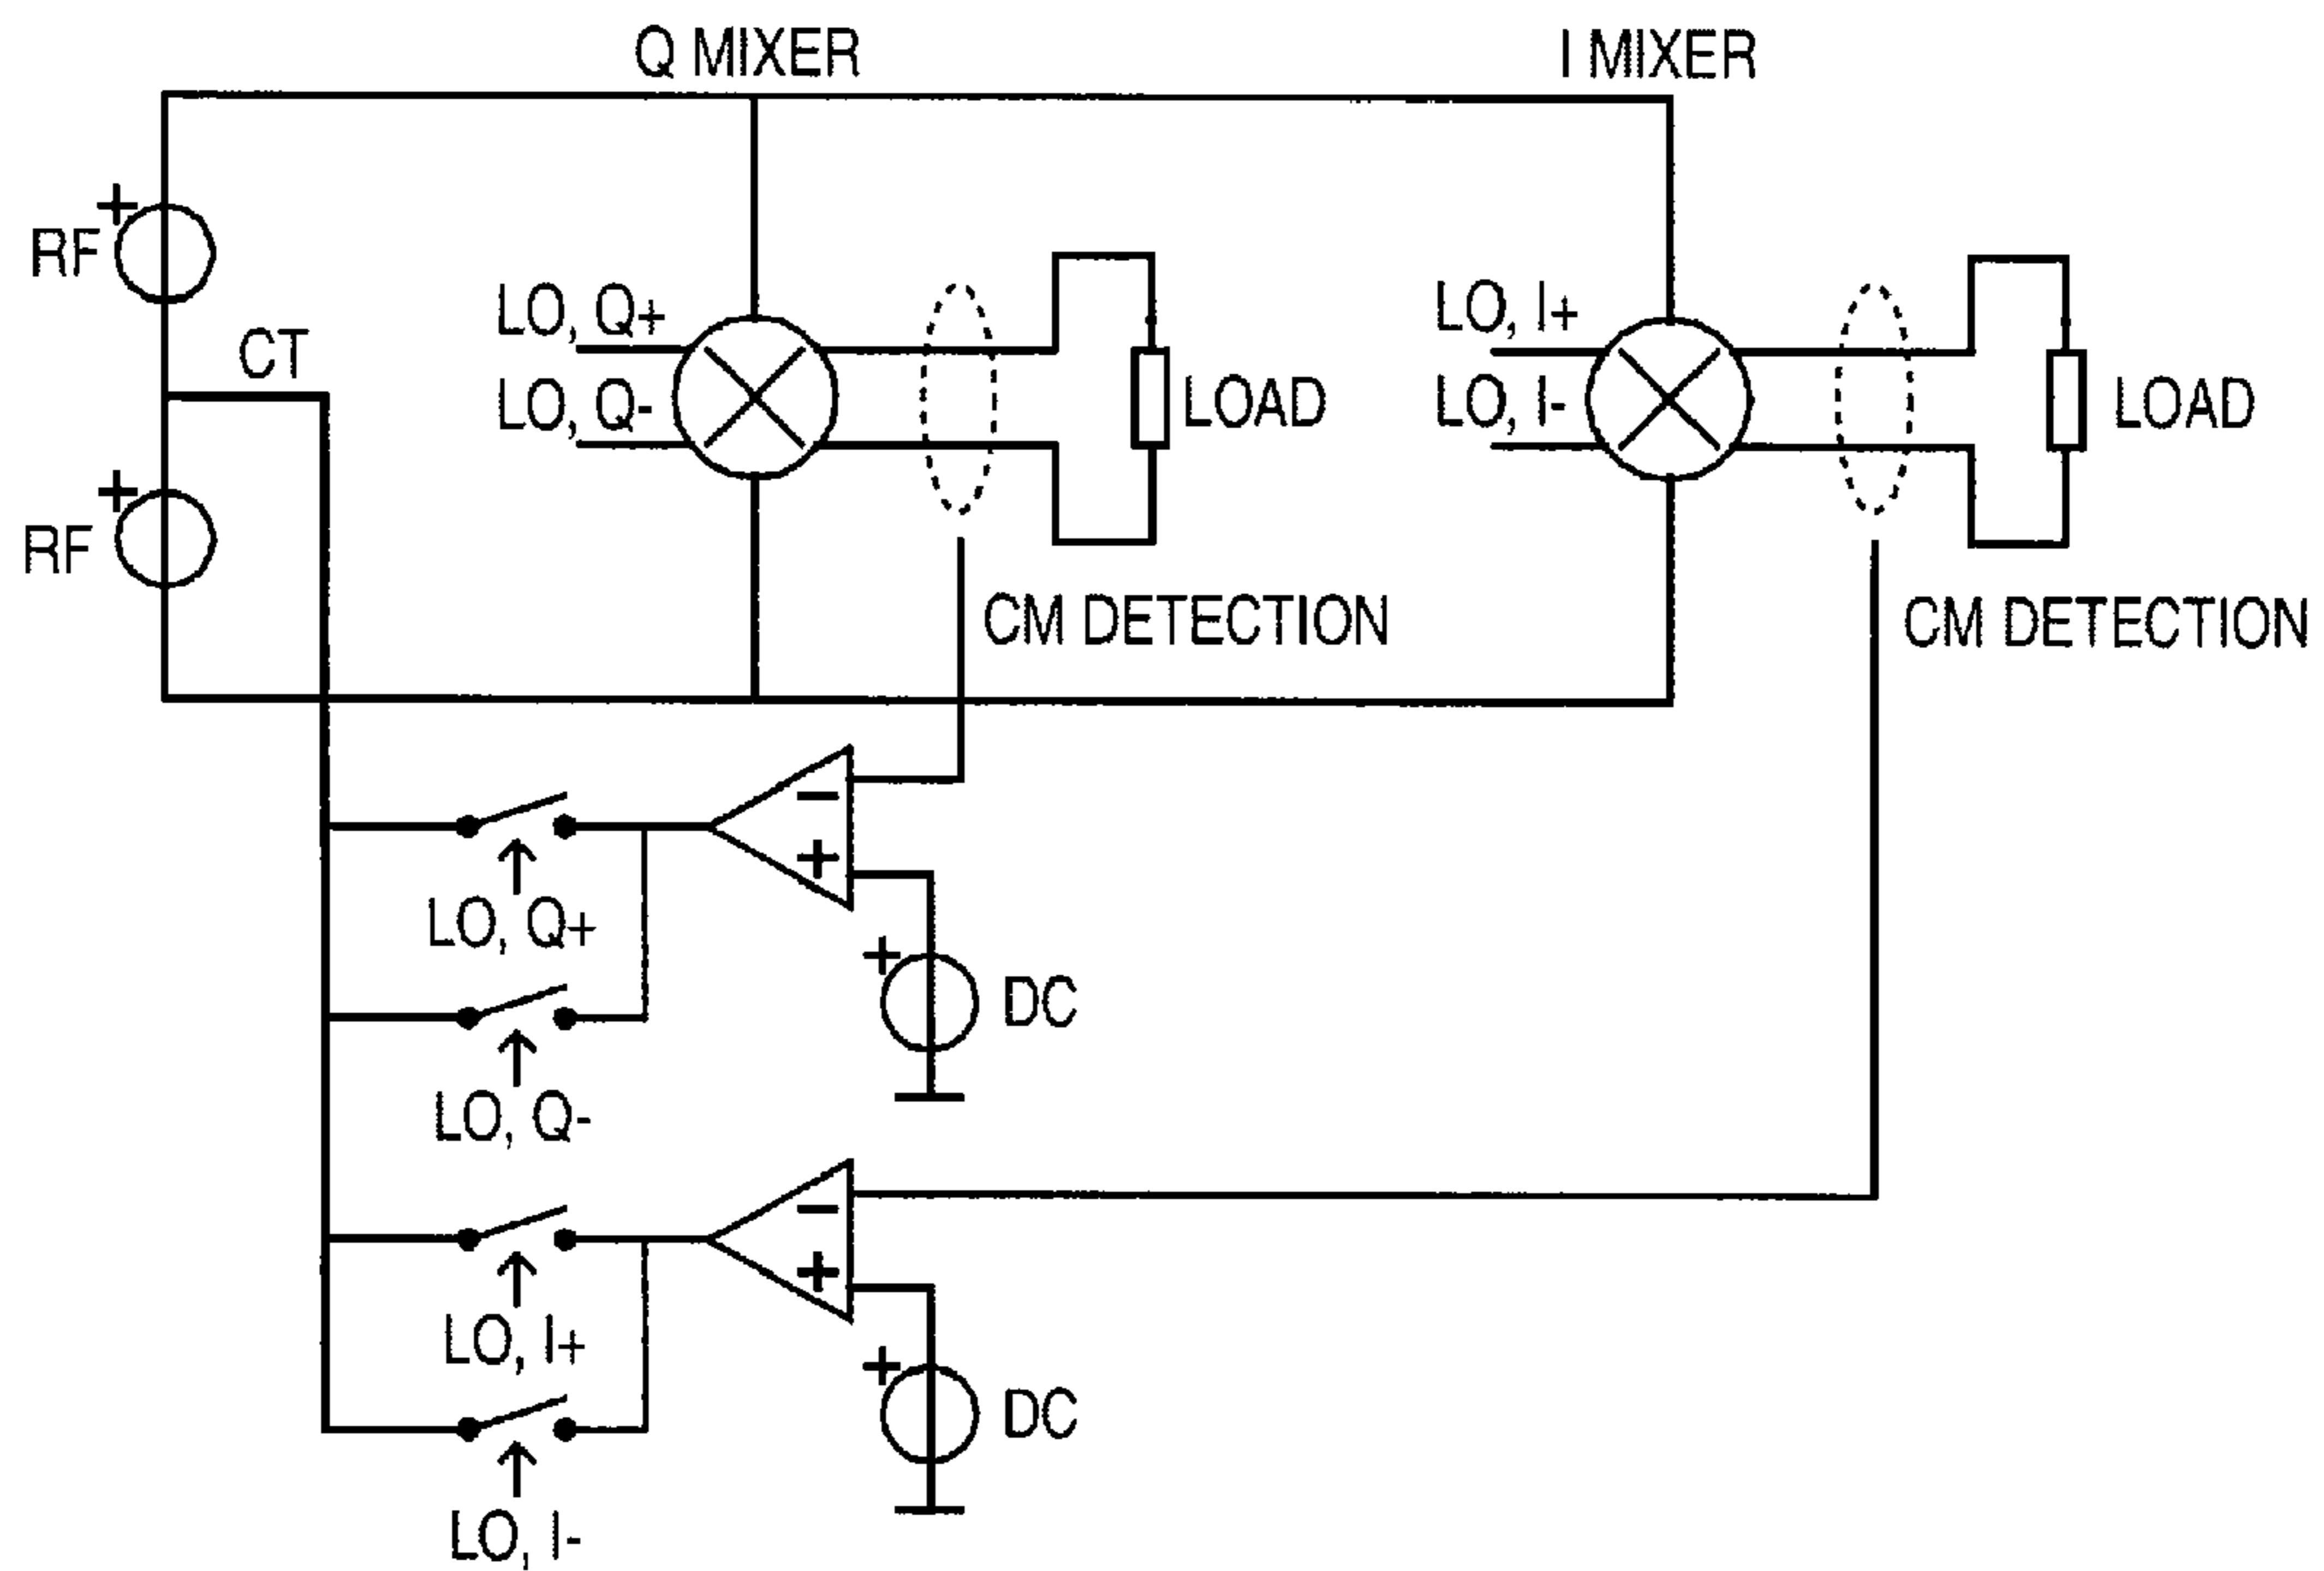 Q MIXER
I MIXER
+
RF
CT
+
RF
LO, Q+
LO, Q-
LOAD
LO, I+
LO, I-
LOAD
CM DETECTION
CM DETECTION
-
+
LO, Q+
LO, Q-
+
DC
-
+
LO, I+
LO, I-
+
DC